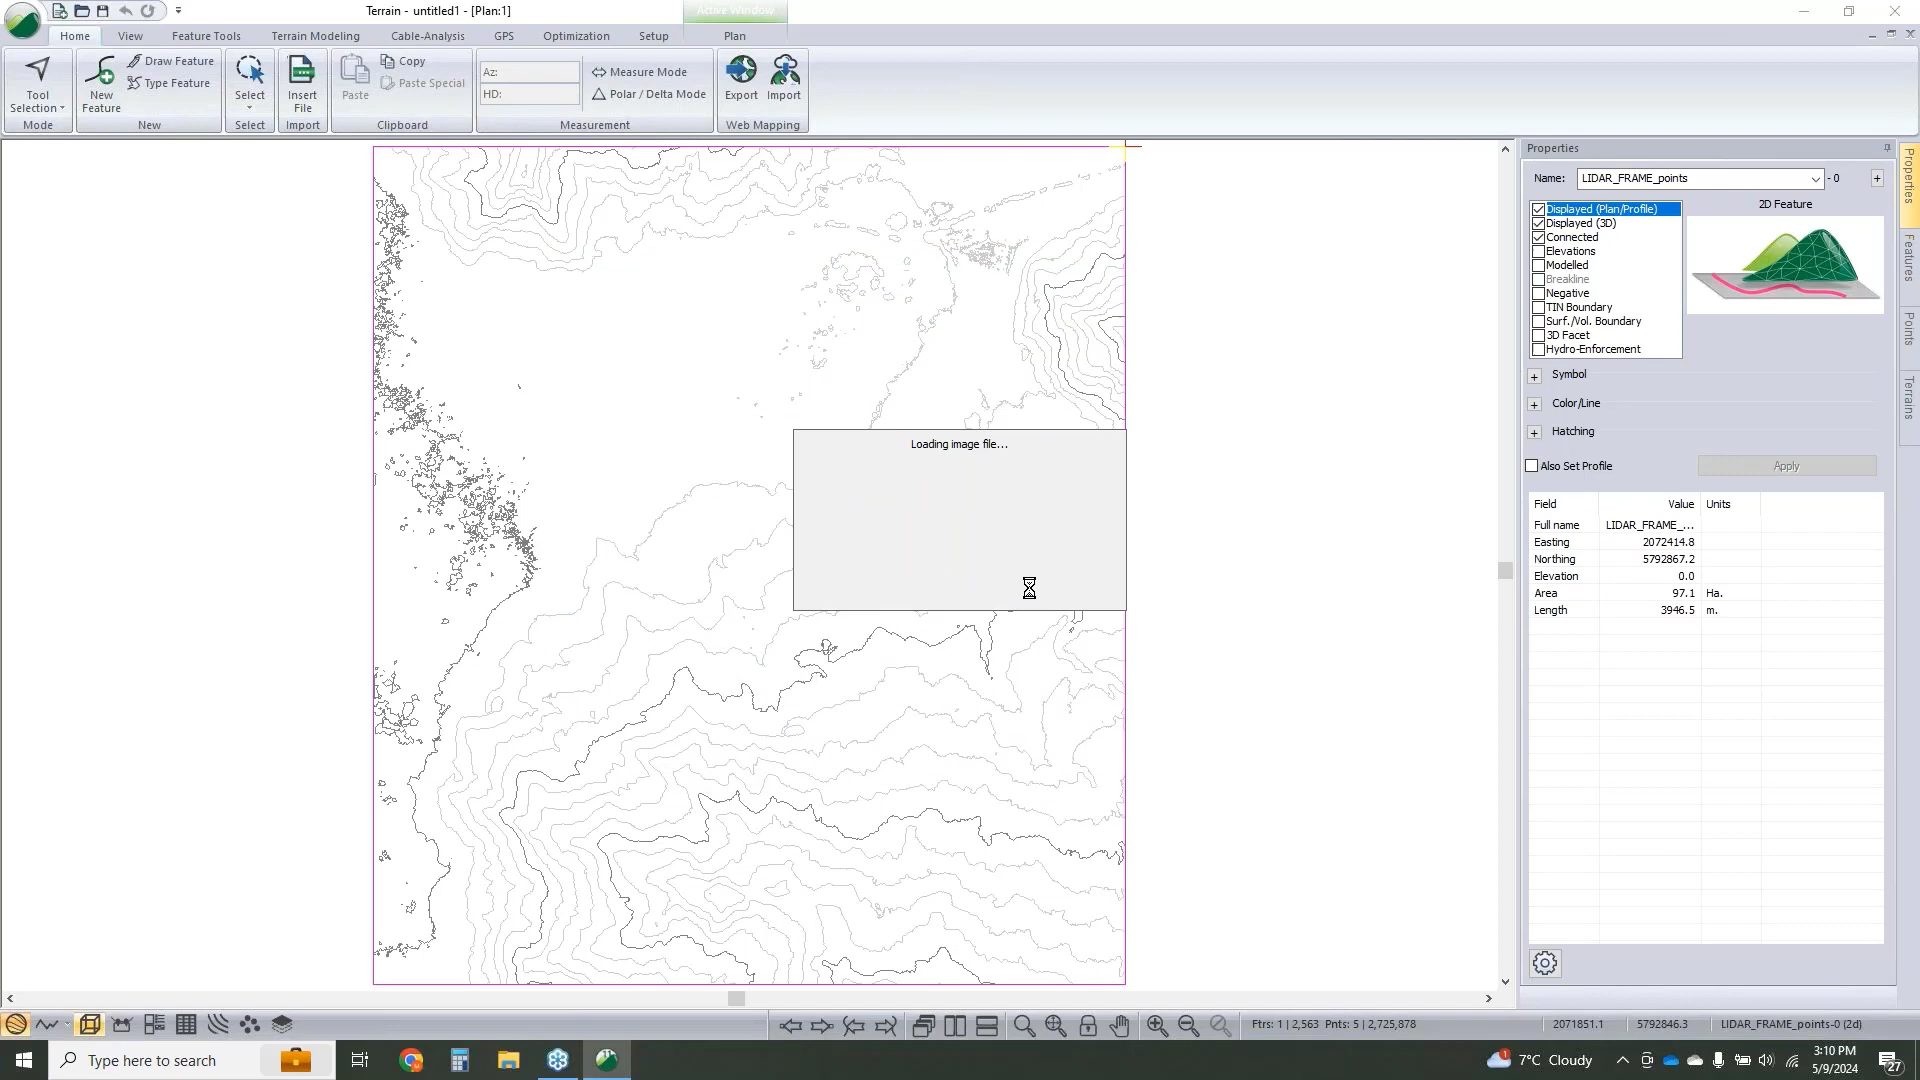 Terrain - untitled1 - [Plan:1]
Active Window
Home
View
Feature Tools
Terrain Modeling
Cable-Analysis
GPS
Optimization
Setup
Plan
Tool
Selection
Mode
New
Feature
Draw Feature
Type Feature
New
Select
Select
Insert
File
Import
Paste
Copy
Paste Special
Clipboard
Az:
HD:
Measure Mode
Polar / Delta Mode
Measurement
Export
Import
Web Mapping
Loading image file...
Properties
Name:
LIDAR_FRAME_points
- 0
+
Displayed (Plan/Profile)
Displayed (3D)
Connected
Elevations
Modelled
Breakline
Negative
TIN Boundary
Surf./Vol. Boundary
3D Facet
Hydro-Enforcement
2D Feature
+ Symbol
+ Color/Line
+ Hatching
Also Set Profile
Apply
Field Value Units
Full name LIDAR_FRAME_...
Easting 2072414.8
Northing 5792867.2
Elevation 0.0
Area 97.1 Ha.
Length 3946.5 m.
Properties
Features
Points
Terrains
Ftrs: 1 | 2,563 Pnts: 5 | 2,725,878
2071851.1
5792846.3
LIDAR_FRAME_points-0 (2d)
Type here to search
1
7°C Cloudy
3:10 PM
5/9/2024
27